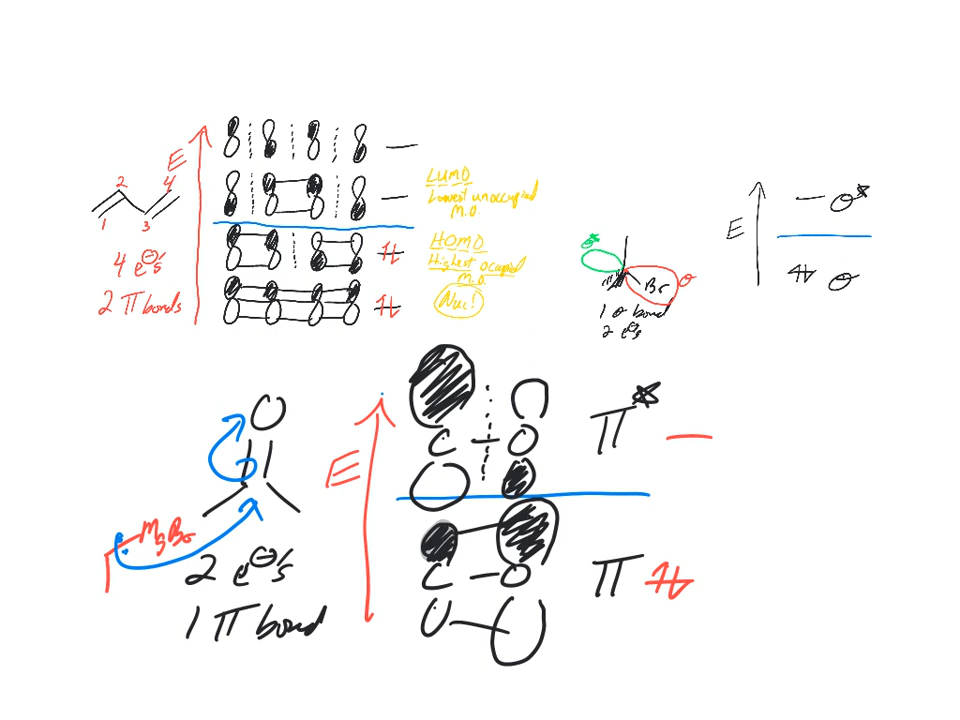 E
2
4
1
3
4 e⊖'s
2 π bonds
LUMO
Lowest unoccupied
M.O.
HOMO
Highest occupied
M.O.
Nuc!
σ*
Br
σ
1 σ bond
2 e⊖'s
E
σ*
σ
O
MgBr
2 e⊖'s
1 π bond
E
C - O
π*
C - O
π